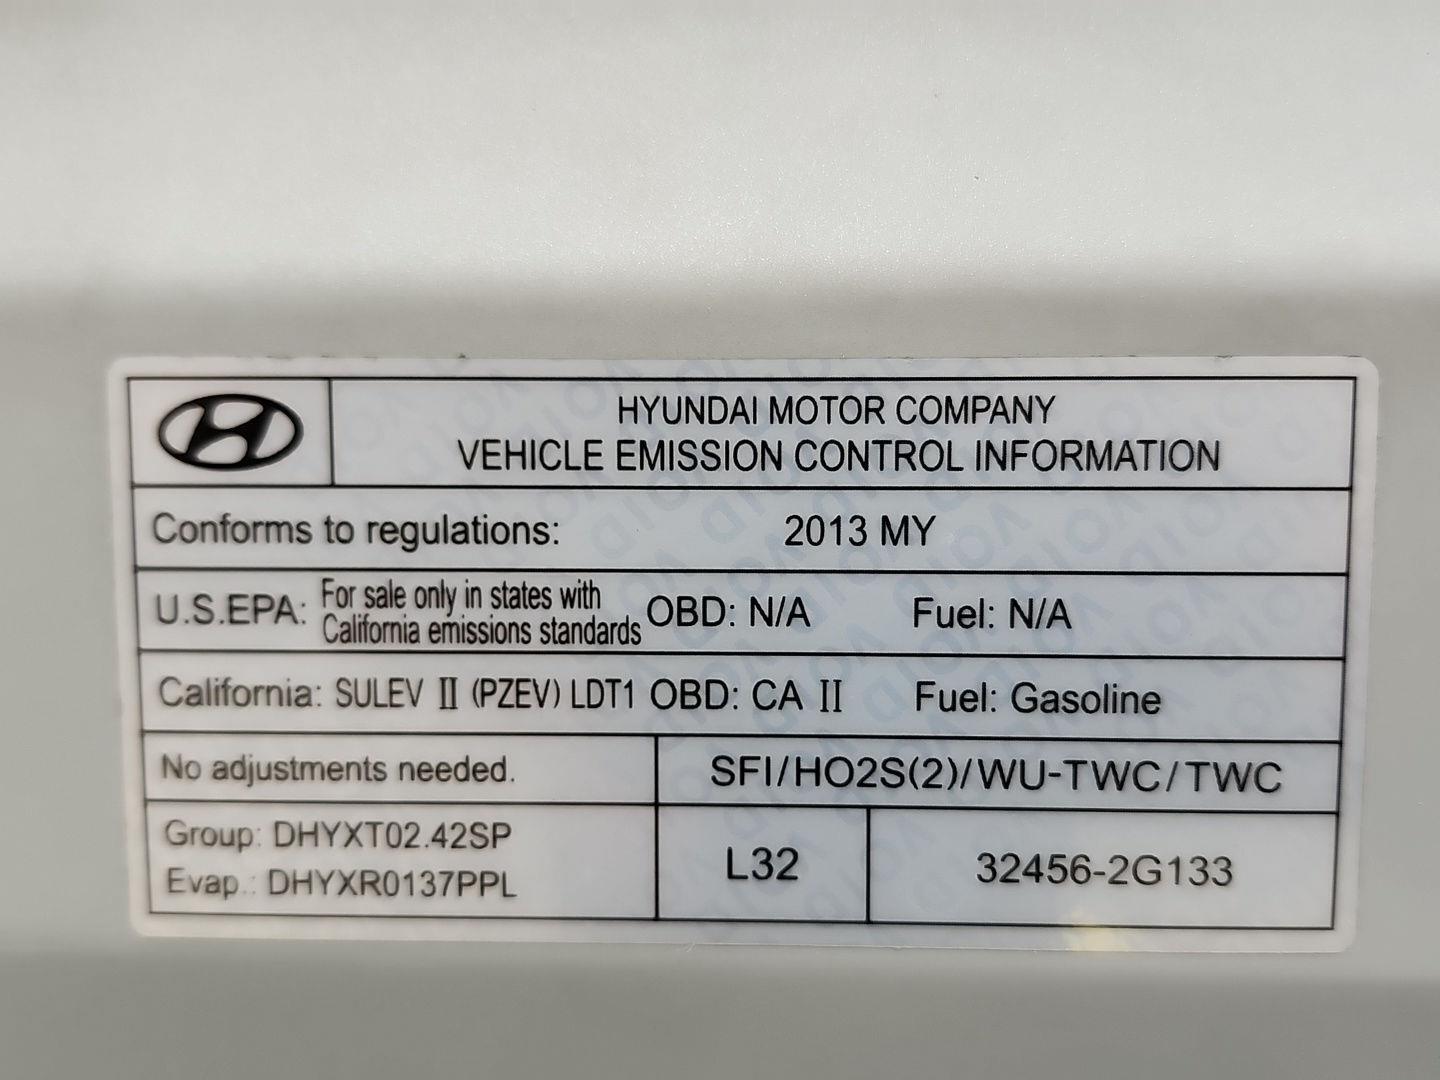 HYUNDAI MOTOR COMPANY
VEHICLE EMISSION CONTROL INFORMATION
Conforms to regulations: 2013 MY
U.S.EPA: For sale only in states with California emissions standards OBD: N/A Fuel: N/A
California: SULEV II (PZEV) LDT1 OBD: CA II Fuel: Gasoline
No adjustments needed. SFI/HO2S(2)/WU-TWC/TWC
Group: DHYXT02.42SP
Evap.: DHYXR0137PPL
L32
32456-2G133